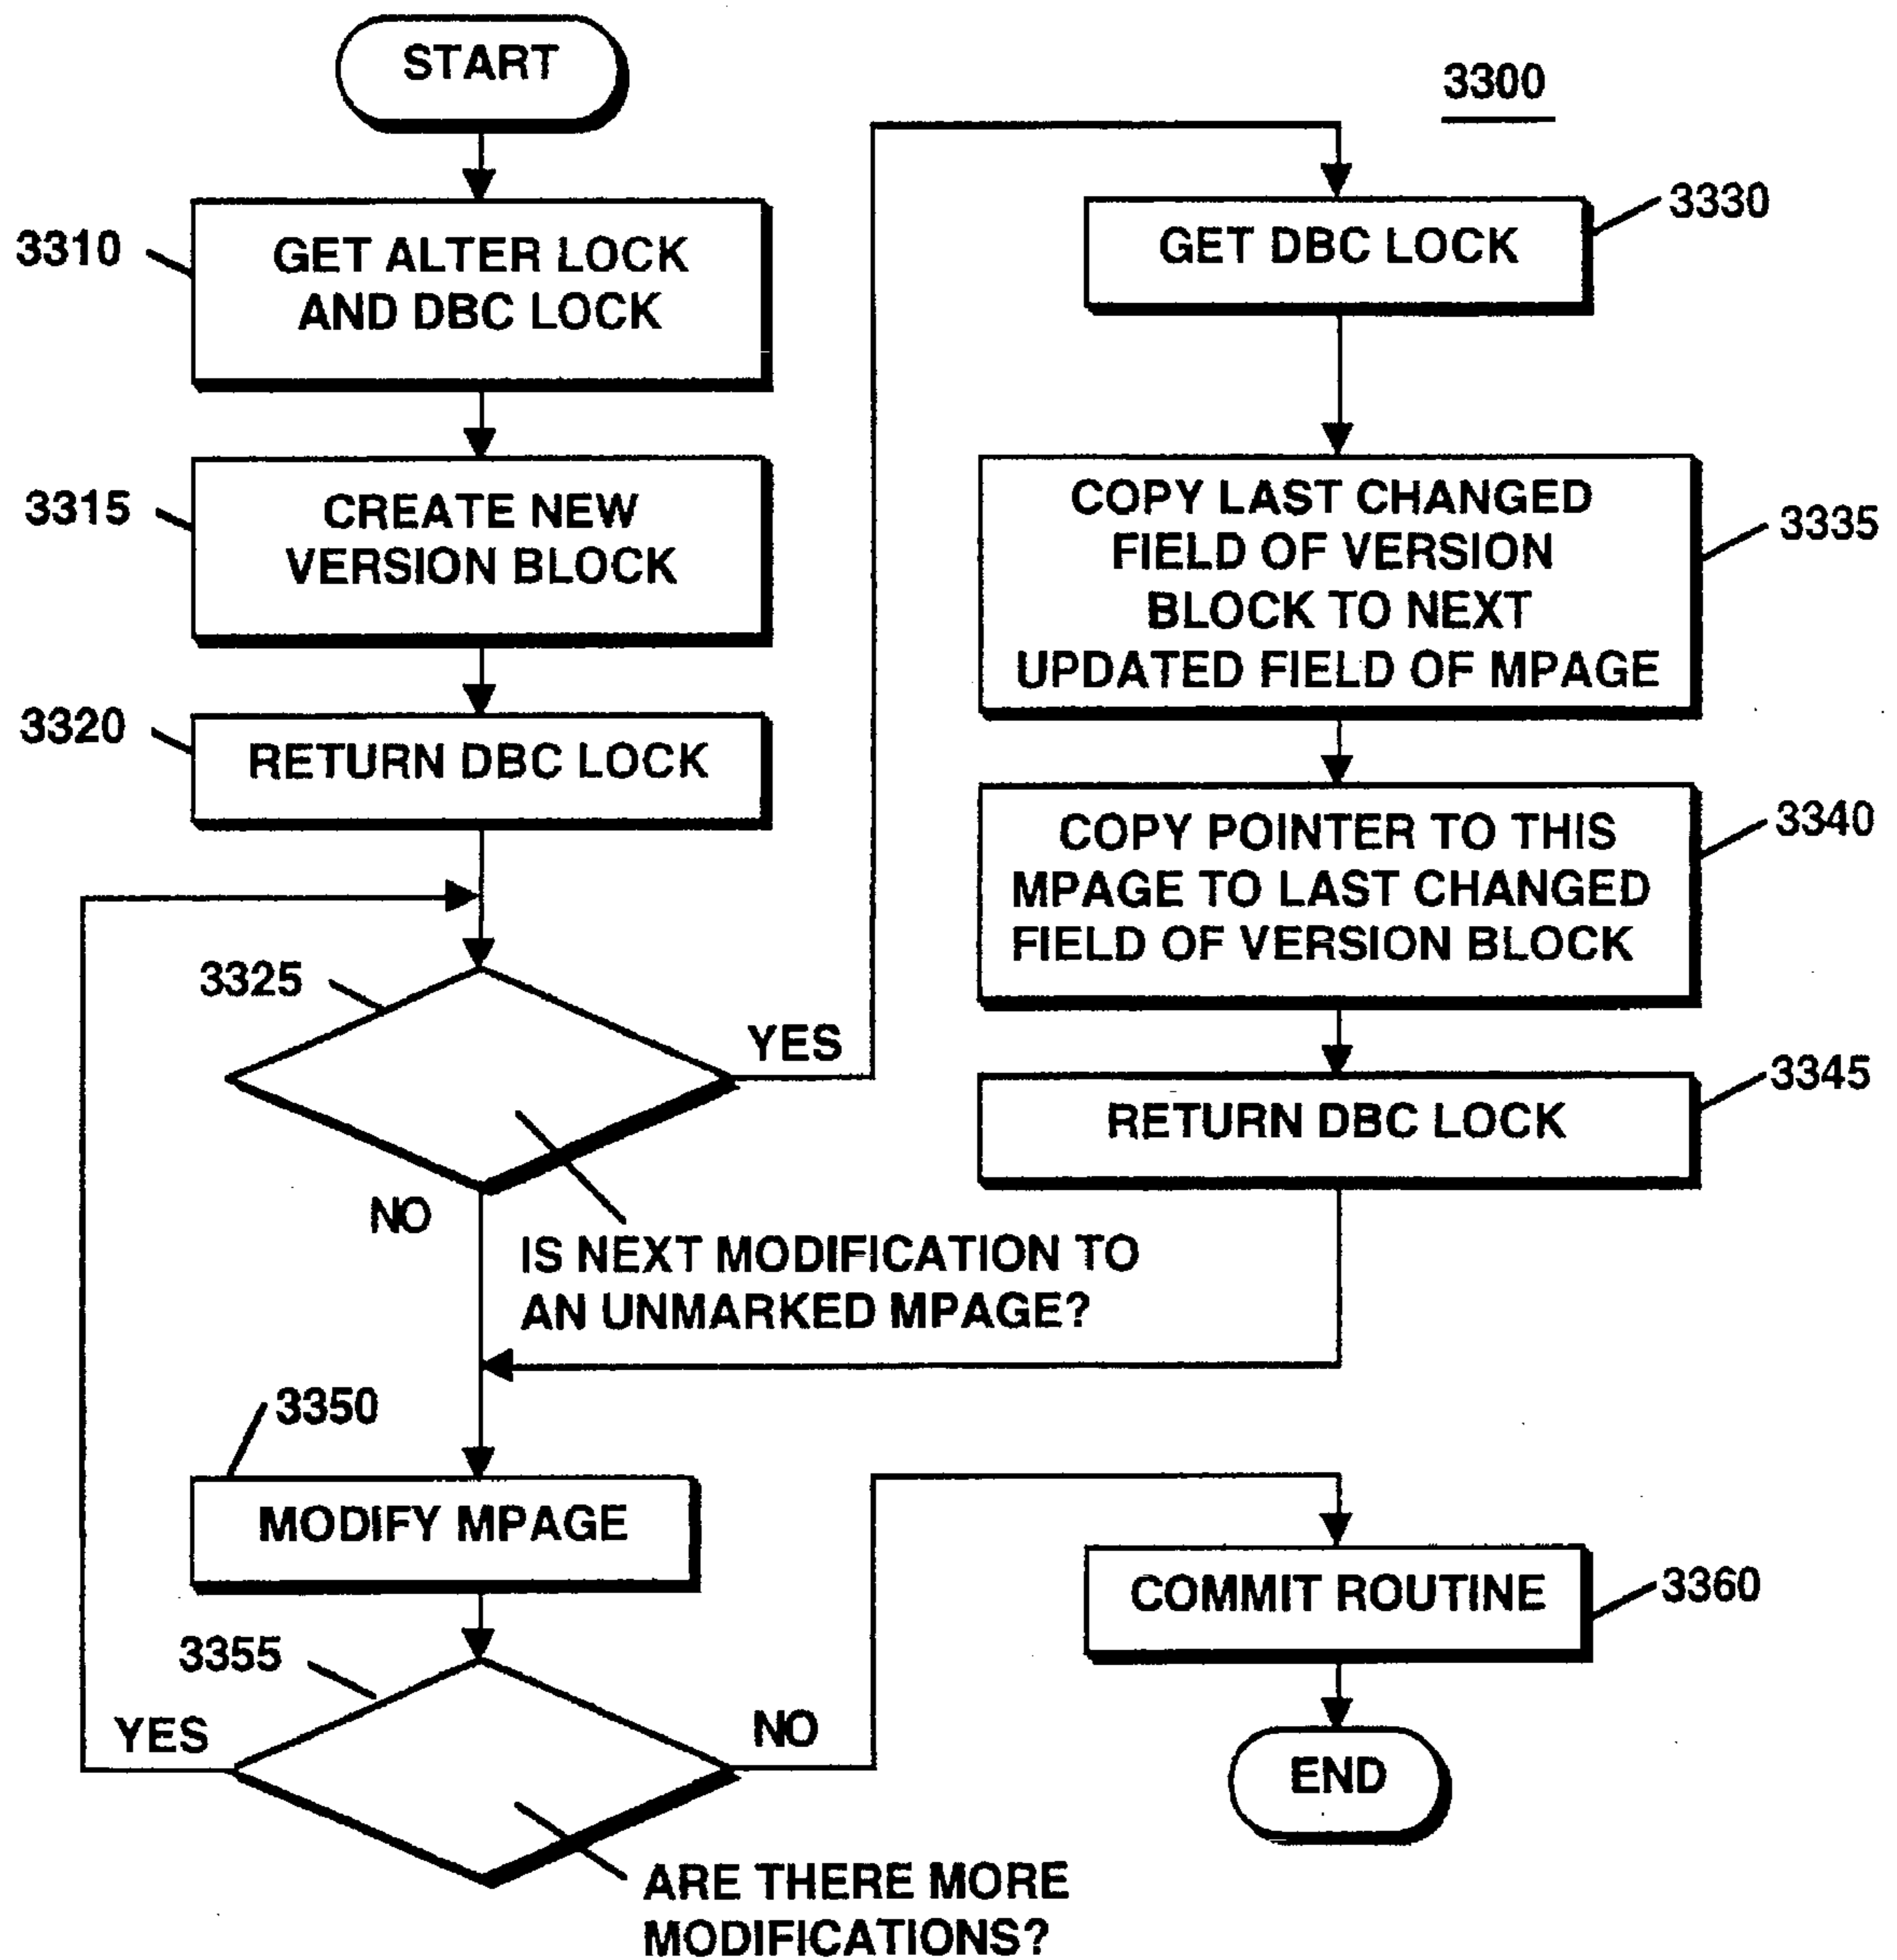 START
3300
3310
GET ALTER LOCK
AND DBC LOCK
3315
CREATE NEW
VERSION BLOCK
3320
RETURN DBC LOCK
3325
YES
NO
IS NEXT MODIFICATION TO
AN UNMARKED MPAGE?
3330
GET DBC LOCK
3335
COPY LAST CHANGED
FIELD OF VERSION
BLOCK TO NEXT
UPDATED FIELD OF MPAGE
3340
COPY POINTER TO THIS
MPAGE TO LAST CHANGED
FIELD OF VERSION BLOCK
3345
RETURN DBC LOCK
3350
MODIFY MPAGE
3355
YES
NO
ARE THERE MORE
MODIFICATIONS?
3360
COMMIT ROUTINE
END